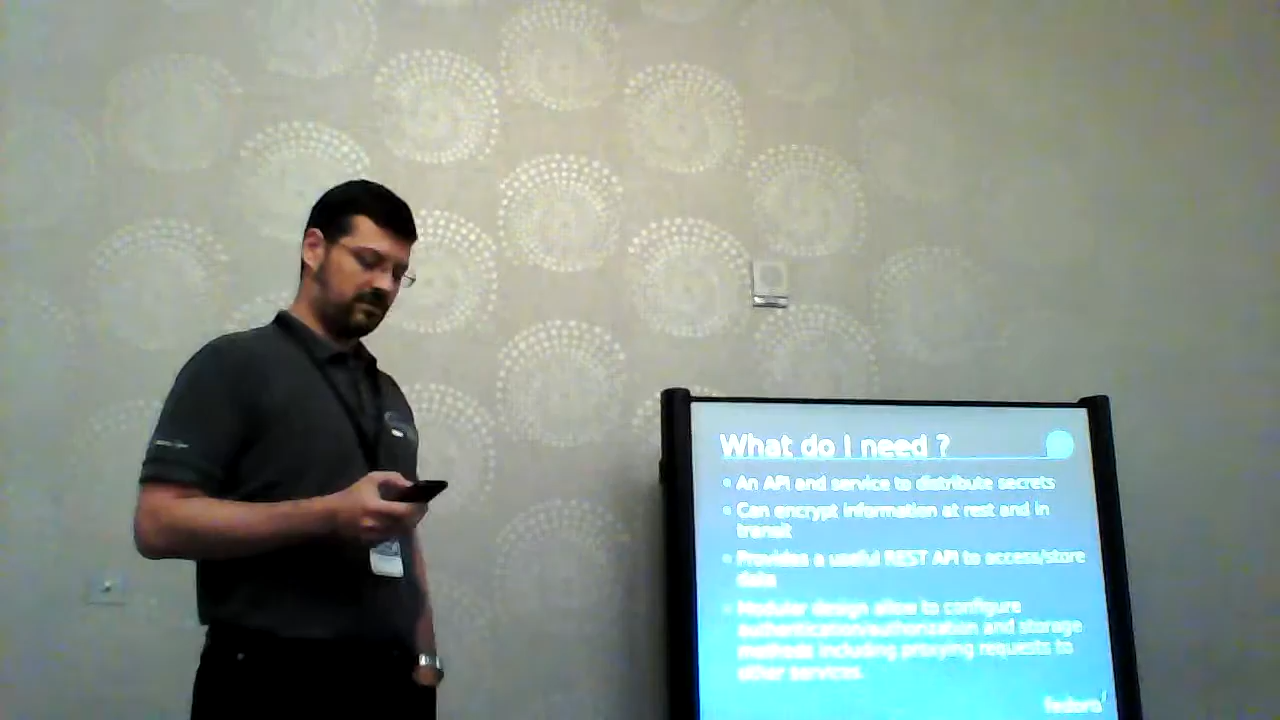 What do I need ?
An API and service to distribute secrets
Can encrypt information at rest and in
transit
Provides a useful REST API to access/store
data
Modular design allow to configure
authentication/authorization and storage
methods including proxying requests to
other services.
fedora